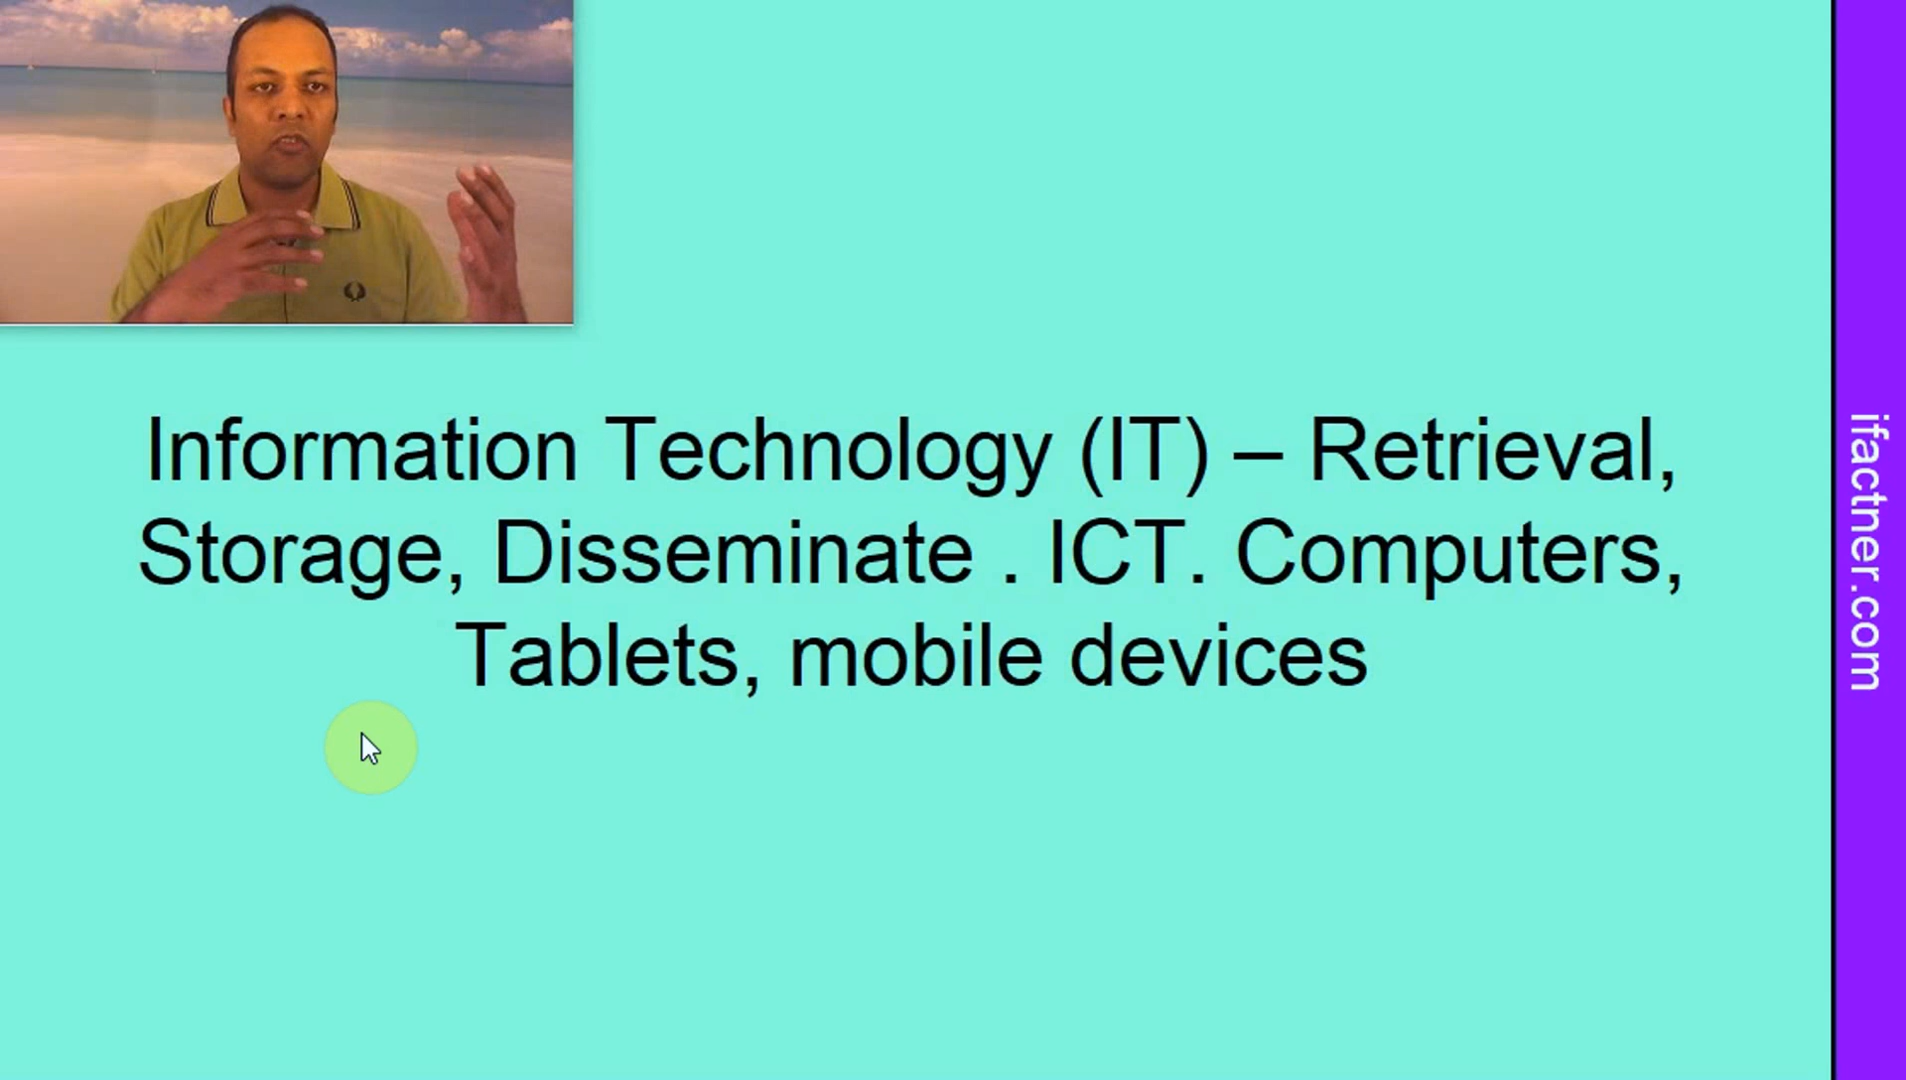 Information Technology (IT) – Retrieval,
Storage, Disseminate . ICT. Computers,
Tablets, mobile devices
ifactner.com